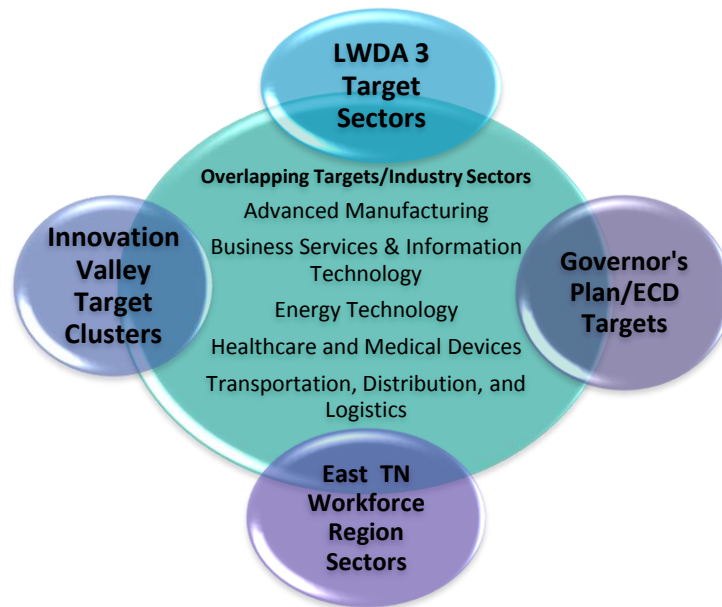 LWDA 3
Target
Sectors
Overlapping Targets/Industry Sectors
Advanced Manufacturing
Business Services & Information
Technology
Energy Technology
Healthcare and Medical Devices
Transportation, Distribution, and
Logistics
Innovation
Valley
Target
Clusters
Governor's
Plan/ECD
Targets
East TN
Workforce
Region
Sectors